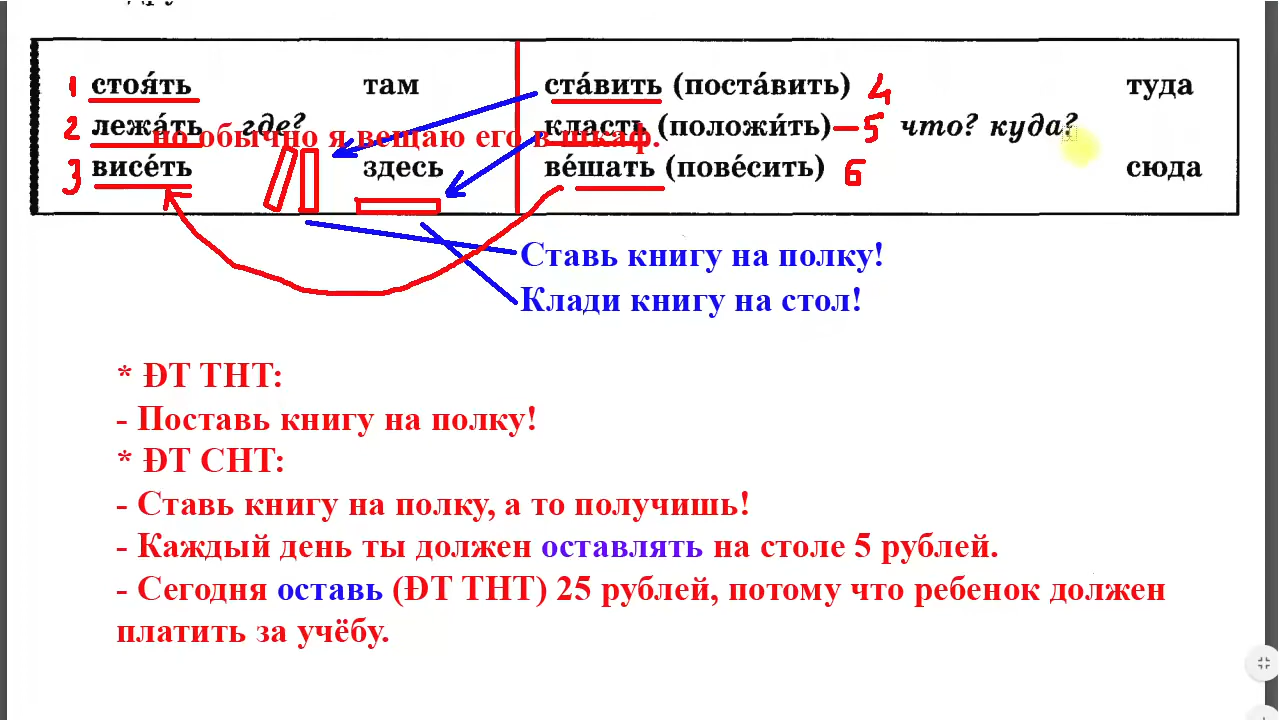 1 стоя́ть там ста́вить (поста́вить) 4 туда
2 лежа́ть где? класть (положи́ть) – 5 что? куда?
но обычно я вещаю его в шкаф.
3 висе́ть здесь ве́шать (пове́сить) 6 сюда
Ставь книгу на полку!
Клади книгу на стол!
* ĐT THT:
- Поставь книгу на полку!
* ĐT CHT:
- Ставь книгу на полку, а то получишь!
- Каждый день ты должен оставлять на столе 5 рублей.
- Сегодня оставь (ĐT THT) 25 рублей, потому что ребенок должен
платить за учёбу.